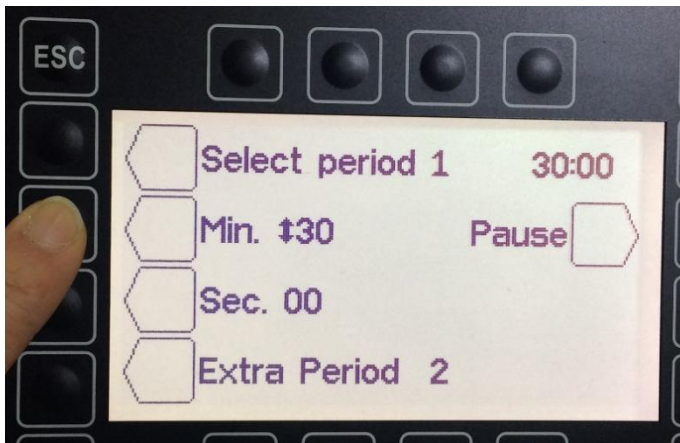 ESC
Select period 1 30:00
Min. ⬍30 Pause
Sec. 00
Extra Period 2